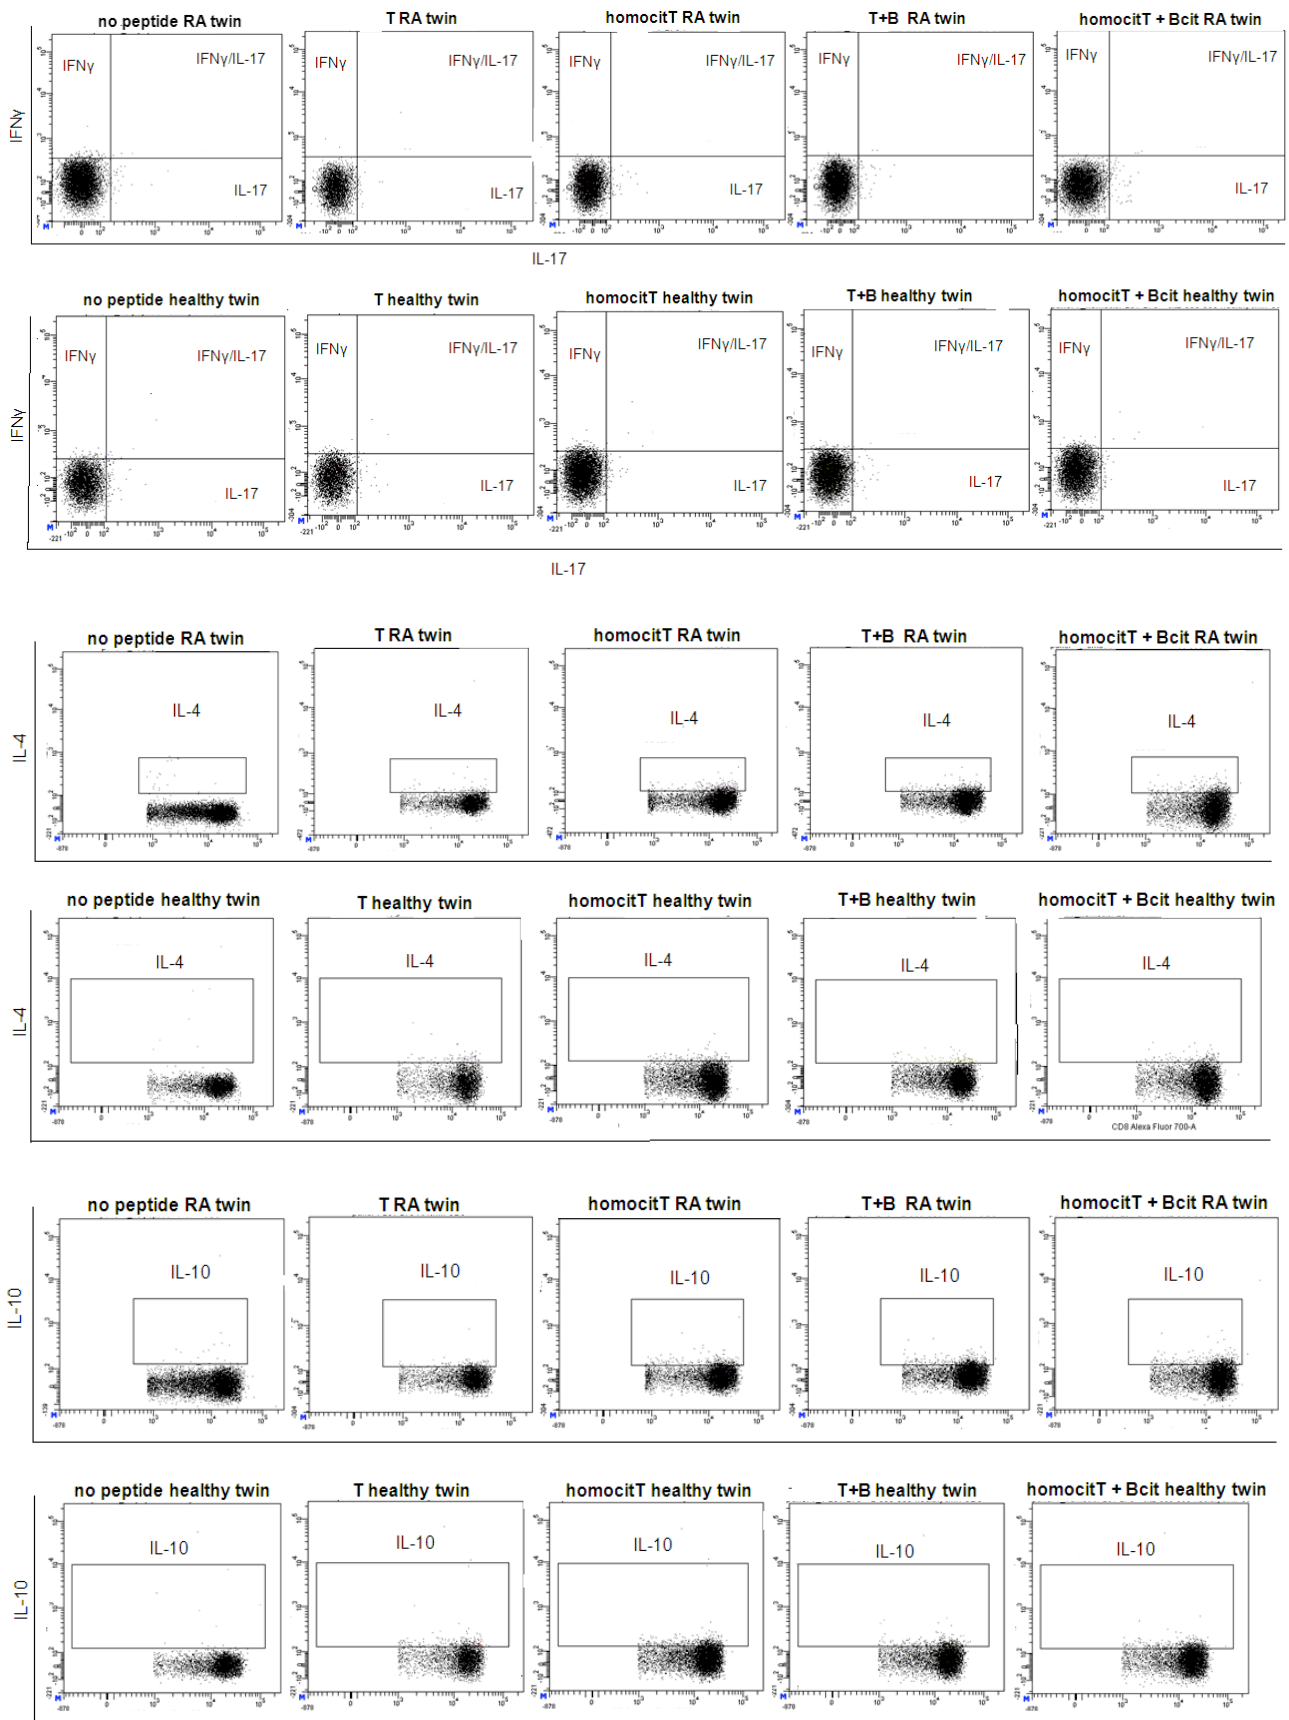 no peptide RA twin
T RA twin
homocitT RA twin
T+B RA twin
homocitT + Bcit RA twin
IFNγ
IFNγ IFNγ/IL-17
IFNγ IFNγ/IL-17
IFNγ IFNγ/IL-17
IFNγ IFNγ/IL-17
IFNγ IFNγ/IL-17
IL-17
IL-17
IL-17
IL-17
IL-17
IL-17
no peptide healthy twin
T healthy twin
homocitT healthy twin
T+B healthy twin
homocitT + Bcit healthy twin
IFNγ
IFNγ IFNγ/IL-17
IFNγ IFNγ/IL-17
IFNγ IFNγ/IL-17
IFNγ IFNγ/IL-17
IFNγ IFNγ/IL-17
IL-17
IL-17
IL-17
IL-17
IL-17
IL-17
no peptide RA twin
T RA twin
homocitT RA twin
T+B RA twin
homocitT + Bcit RA twin
IL-4
IL-4
IL-4
IL-4
IL-4
IL-4
no peptide healthy twin
T healthy twin
homocitT healthy twin
T+B healthy twin
homocitT + Bcit healthy twin
IL-4
IL-4
IL-4
IL-4
IL-4
IL-4
CD8 Alexa Fluor 700-A
no peptide RA twin
T RA twin
homocitT RA twin
T+B RA twin
homocitT + Bcit RA twin
IL-10
IL-10
IL-10
IL-10
IL-10
IL-10
no peptide healthy twin
T healthy twin
homocitT healthy twin
T+B healthy twin
homocitT + Bcit healthy twin
IL-10
IL-10
IL-10
IL-10
IL-10
IL-10